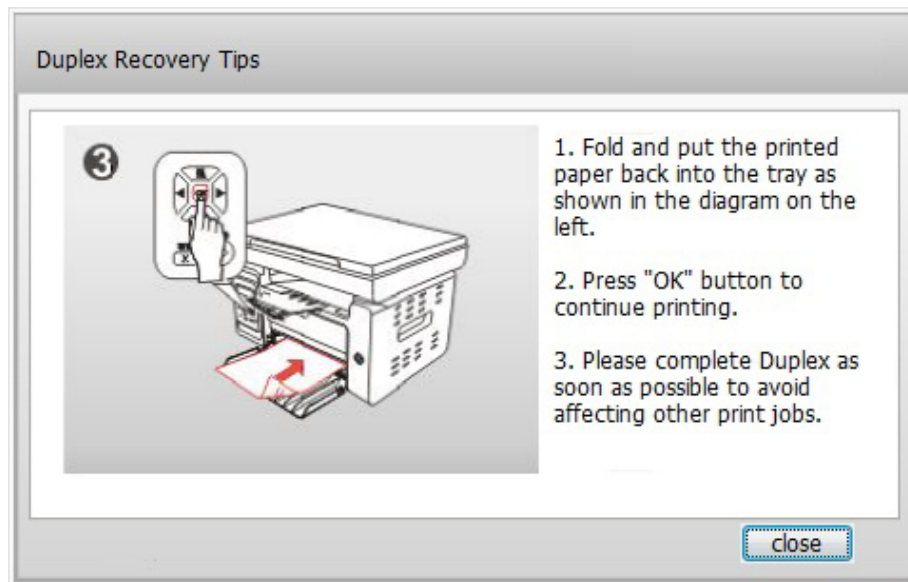 Duplex Recovery Tips
3
1. Fold and put the printed
paper back into the tray as
shown in the diagram on the
left.
2. Press "OK" button to
continue printing.
3. Please complete Duplex as
soon as possible to avoid
affecting other print jobs.
close